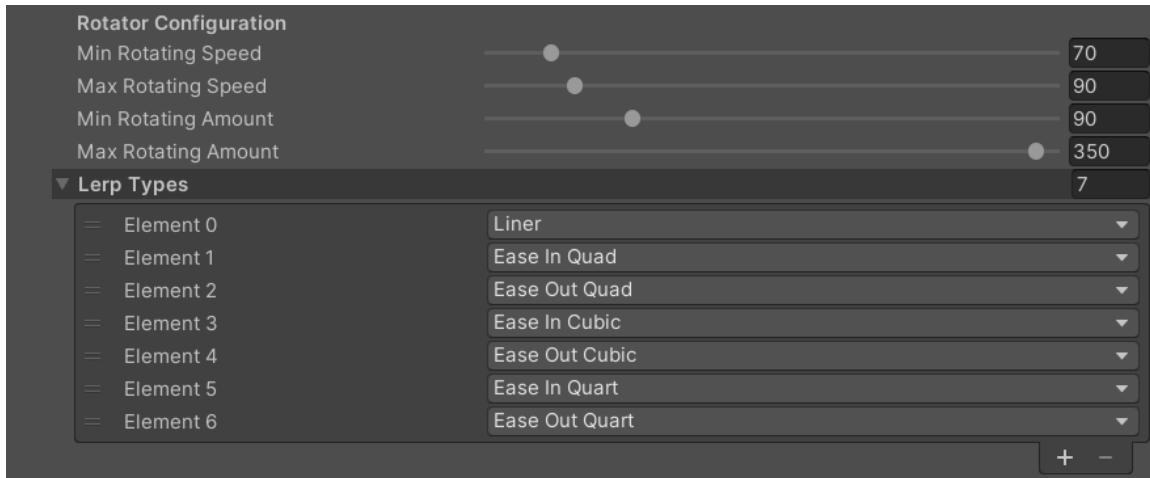 Rotator Configuration
Min Rotating Speed 70
Max Rotating Speed 90
Min Rotating Amount 90
Max Rotating Amount 350
Lerp Types 7
Element 0 Liner
Element 1 Ease In Quad
Element 2 Ease Out Quad
Element 3 Ease In Cubic
Element 4 Ease Out Cubic
Element 5 Ease In Quart
Element 6 Ease Out Quart